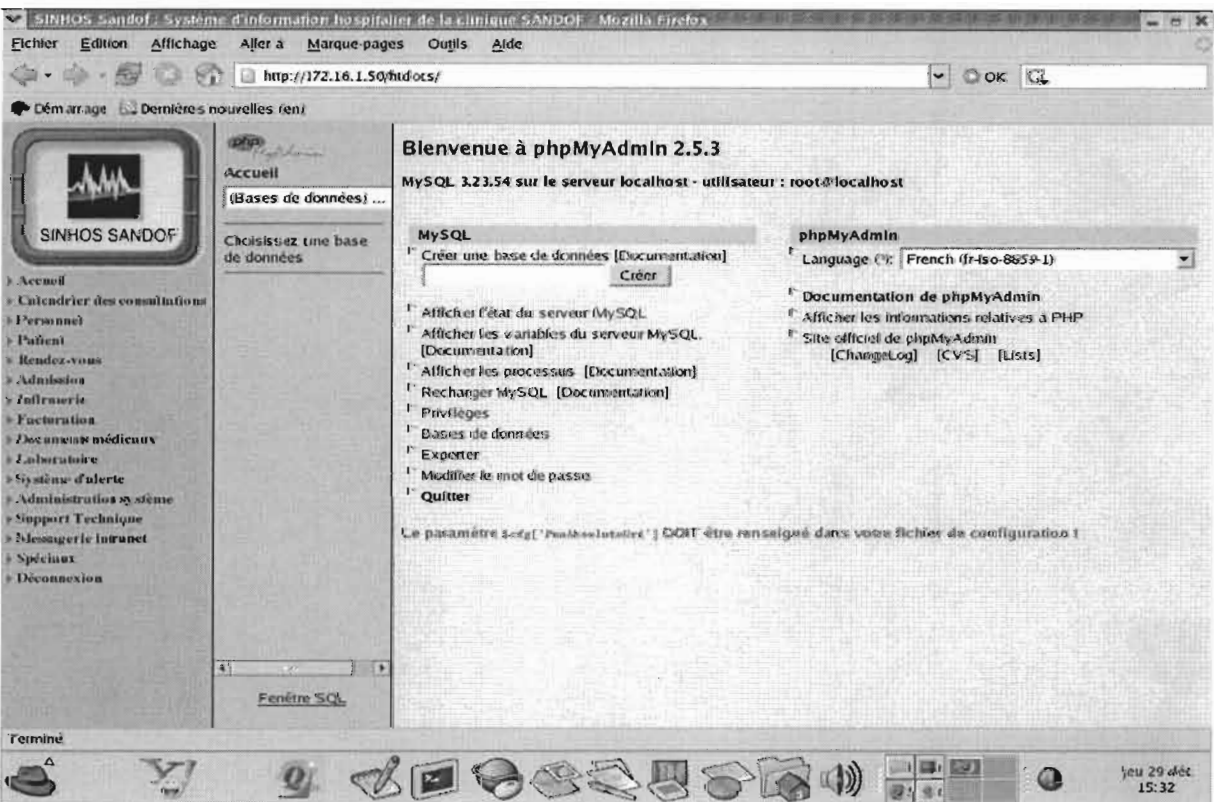 SINHOS Sandof : Système d'information hospitalier de la clinique SANDOF - Mozilla Firefox
Fichier Edition Affichage Aller à Marque-pages Outils Aide
http://172.16.1.50/htdocs/
OK
Démarrage Dernières nouvelles (en)
SINHOS SANDOF
Accueil
Calendrier des consultations
Personnel
Patient
Rendez-vous
Admission
Infirmerie
Facturation
Documents médicaux
Laboratoire
Système d'alerte
Administration système
Support Technique
Messagerie Intranet
Spéciaux
Déconnexion
php
MyAdmin
Accueil
(Bases de données) ...
Choisissez une base
de données
Fenêtre SQL
Bienvenue à phpMyAdmin 2.5.3
MySQL 3.23.54 sur le serveur localhost - utilisateur : root@localhost
MySQL
Créer une base de données [Documentation]
Créer
Afficher l'état du serveur MySQL
Afficher les variables du serveur MySQL.
[Documentation]
Afficher les processus [Documentation]
Rechanger MySQL [Documentation]
Privilèges
Bases de données
Exporter
Modifier le mot de passe
Quitter
phpMyAdmin
Language (*): French (fr-iso-8859-1)
Documentation de phpMyAdmin
Afficher les informations relatives à PHP
Site officiel de phpMyAdmin
[ChangeLog] [CVS] [Lists]
Le paramètre $cfg['PmaAbsoluteUri'] DOIT être renseigné dans votre fichier de configuration !
Terminé
jeu 29 déc.
15:32